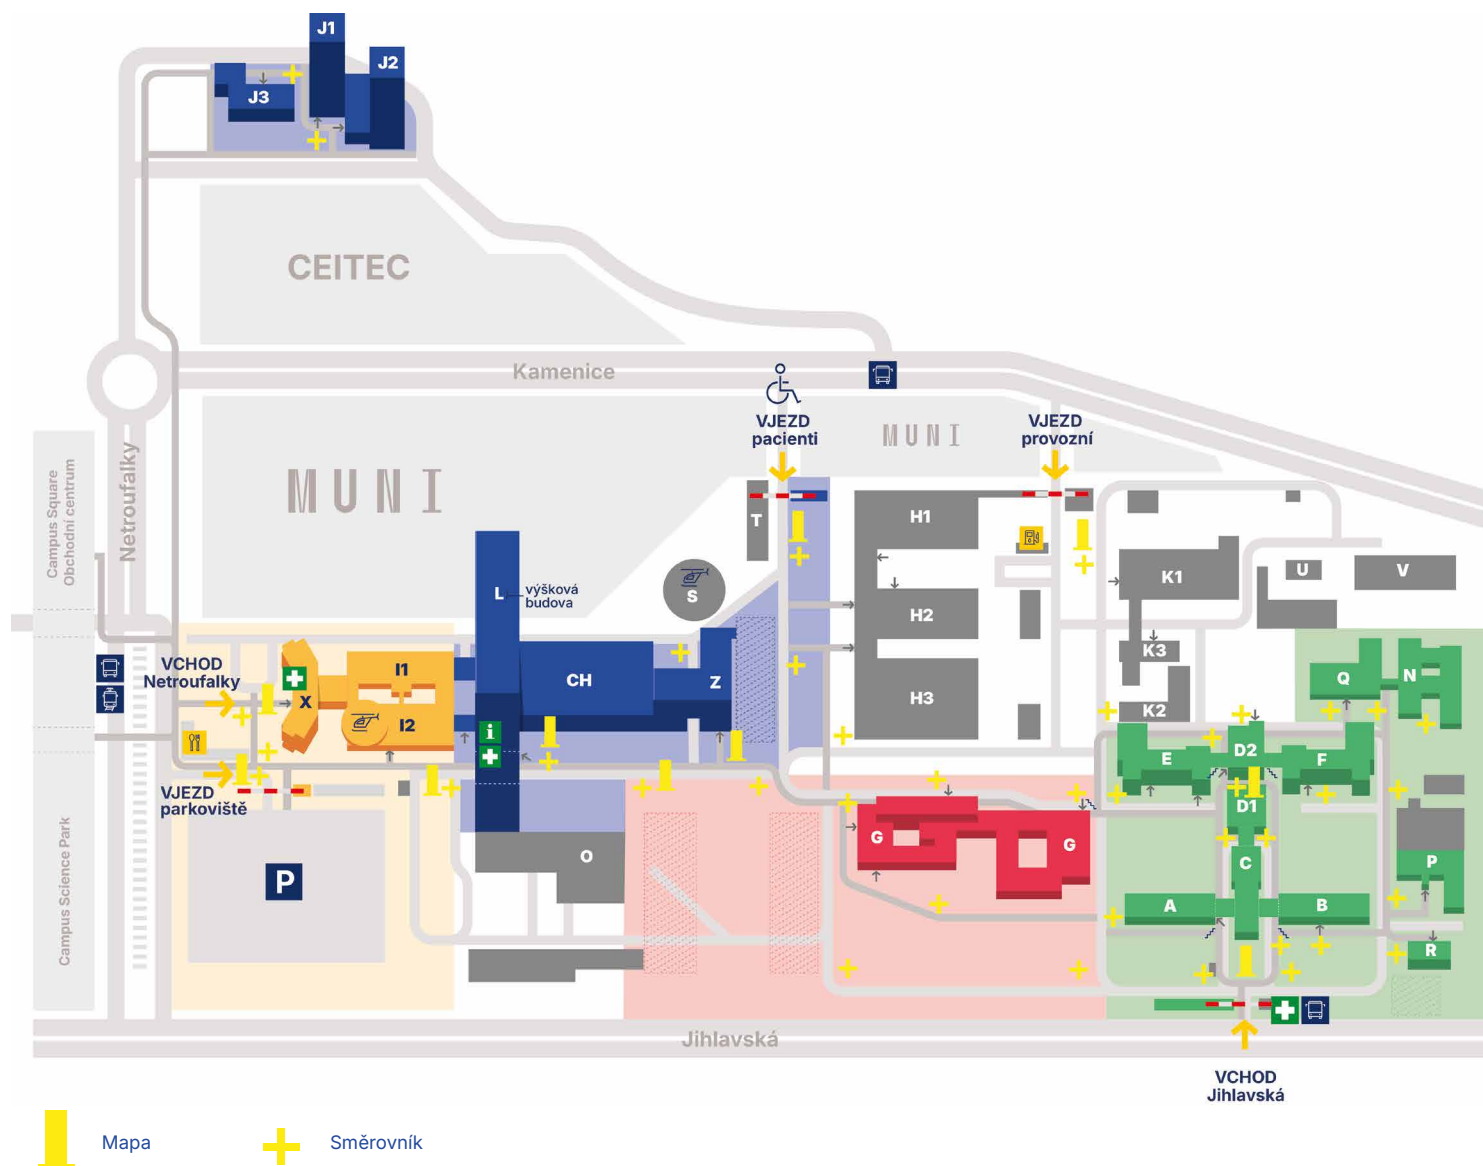 J1
J2
J3
CEITEC
Kamenice
VJEZD
pacienti
MUNI
VJEZD
provozní
MUNI
Netroufalky
Campus Square
Obchodní centrum
T
H1
K1
U
V
L
výšková
budova
S
H2
K3
VCHOD
Netroufalky
I1
X
I2
CH
Z
H3
K2
Q
N
i
E
D2
F
VJEZD
parkoviště
D1
G
G
O
C
P
P
A
B
R
Campus Science Park
Jihlavská
VCHOD
Jihlavská
Mapa
Směrovník